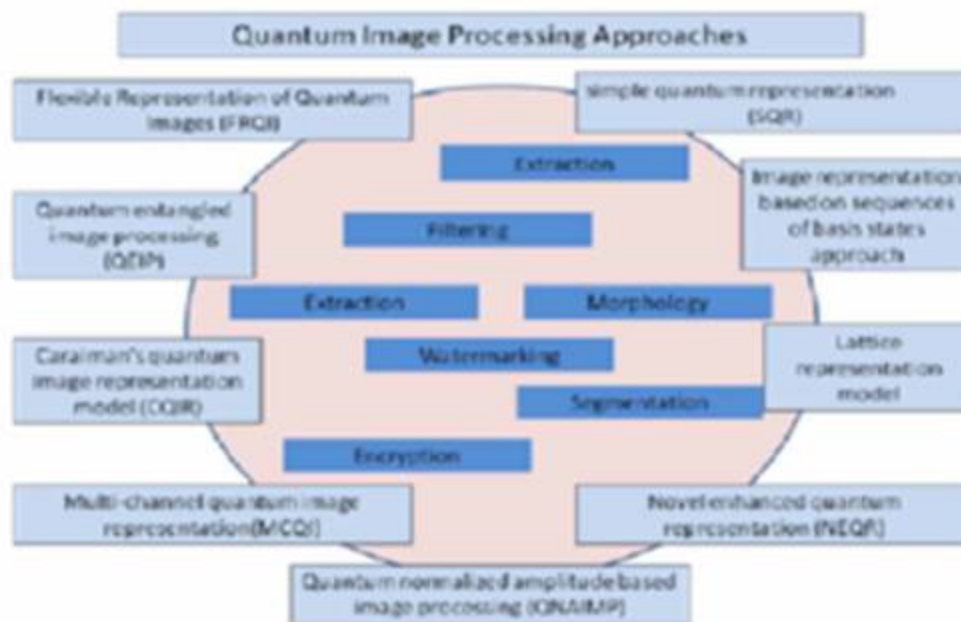 Quantum Image Processing Approaches
Flexible Representation of Quantum
Images (FRQI)
simple quantum representation
(SQR)
Extraction
Image representation
based on sequences
of basis states
approach
Quantum entangled
image processing
(QEIP)
Filtering
Extraction
Morphology
Caraiman's quantum
image representation
model (CQIR)
Watermarking
Lattice
representation
model
Segmentation
Encryption
Multi-channel quantum image
representation(MCQI)
Novel enhanced quantum
representation (NEQR)
Quantum normalized amplitude based
image processing (QNAIMP)